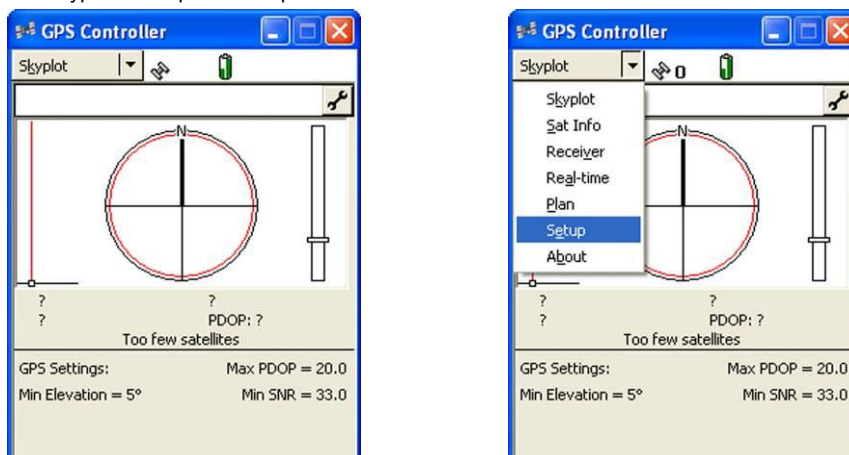 GPS Controller
Skyplot
N
?
?
?
PDOP: ?
Too few satellites
GPS Settings:
Max PDOP = 20.0
Min Elevation = 5°
Min SNR = 33.0
GPS Controller
Skyplot
0
Skyplot
Sat Info
Receiver
Real-time
Plan
Setup
About
N
?
?
?
PDOP: ?
Too few satellites
GPS Settings:
Max PDOP = 20.0
Min Elevation = 5°
Min SNR = 33.0